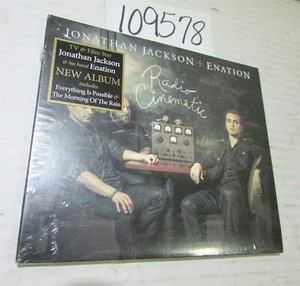 109578
JONATHAN JACKSON + ENATION
TV & Film Star
Jonathan Jackson
& his band Enation
NEW ALBUM
includes
Everything Is Possible &
The Morning Of The Rain
Radio
Cinematic